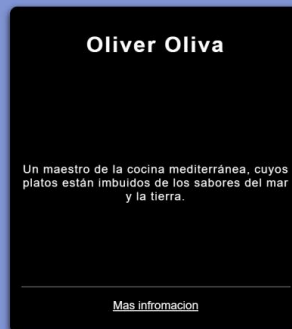 Oliver Oliva
Un maestro de la cocina mediterránea, cuyos
platos están imbuidos de los sabores del mar
y la tierra.
Mas infromacion